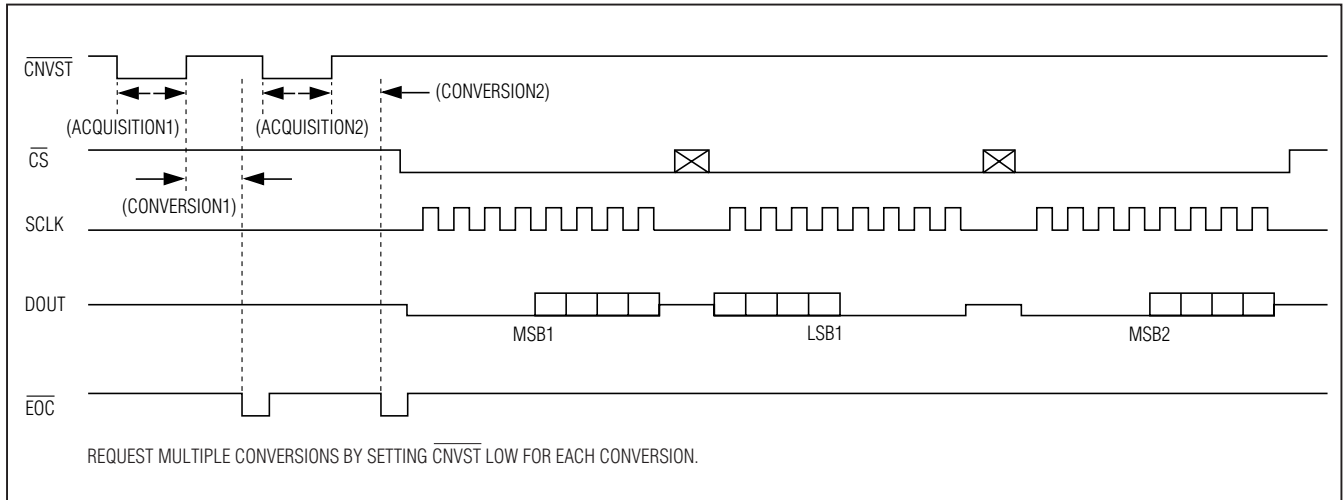 CNVST
(CONVERSION2)
(ACQUISITION1)
(ACQUISITION2)
CS
(CONVERSION1)
SCLK
DOUT
MSB1
LSB1
MSB2
EOC
REQUEST MULTIPLE CONVERSIONS BY SETTING CNVST LOW FOR EACH CONVERSION.